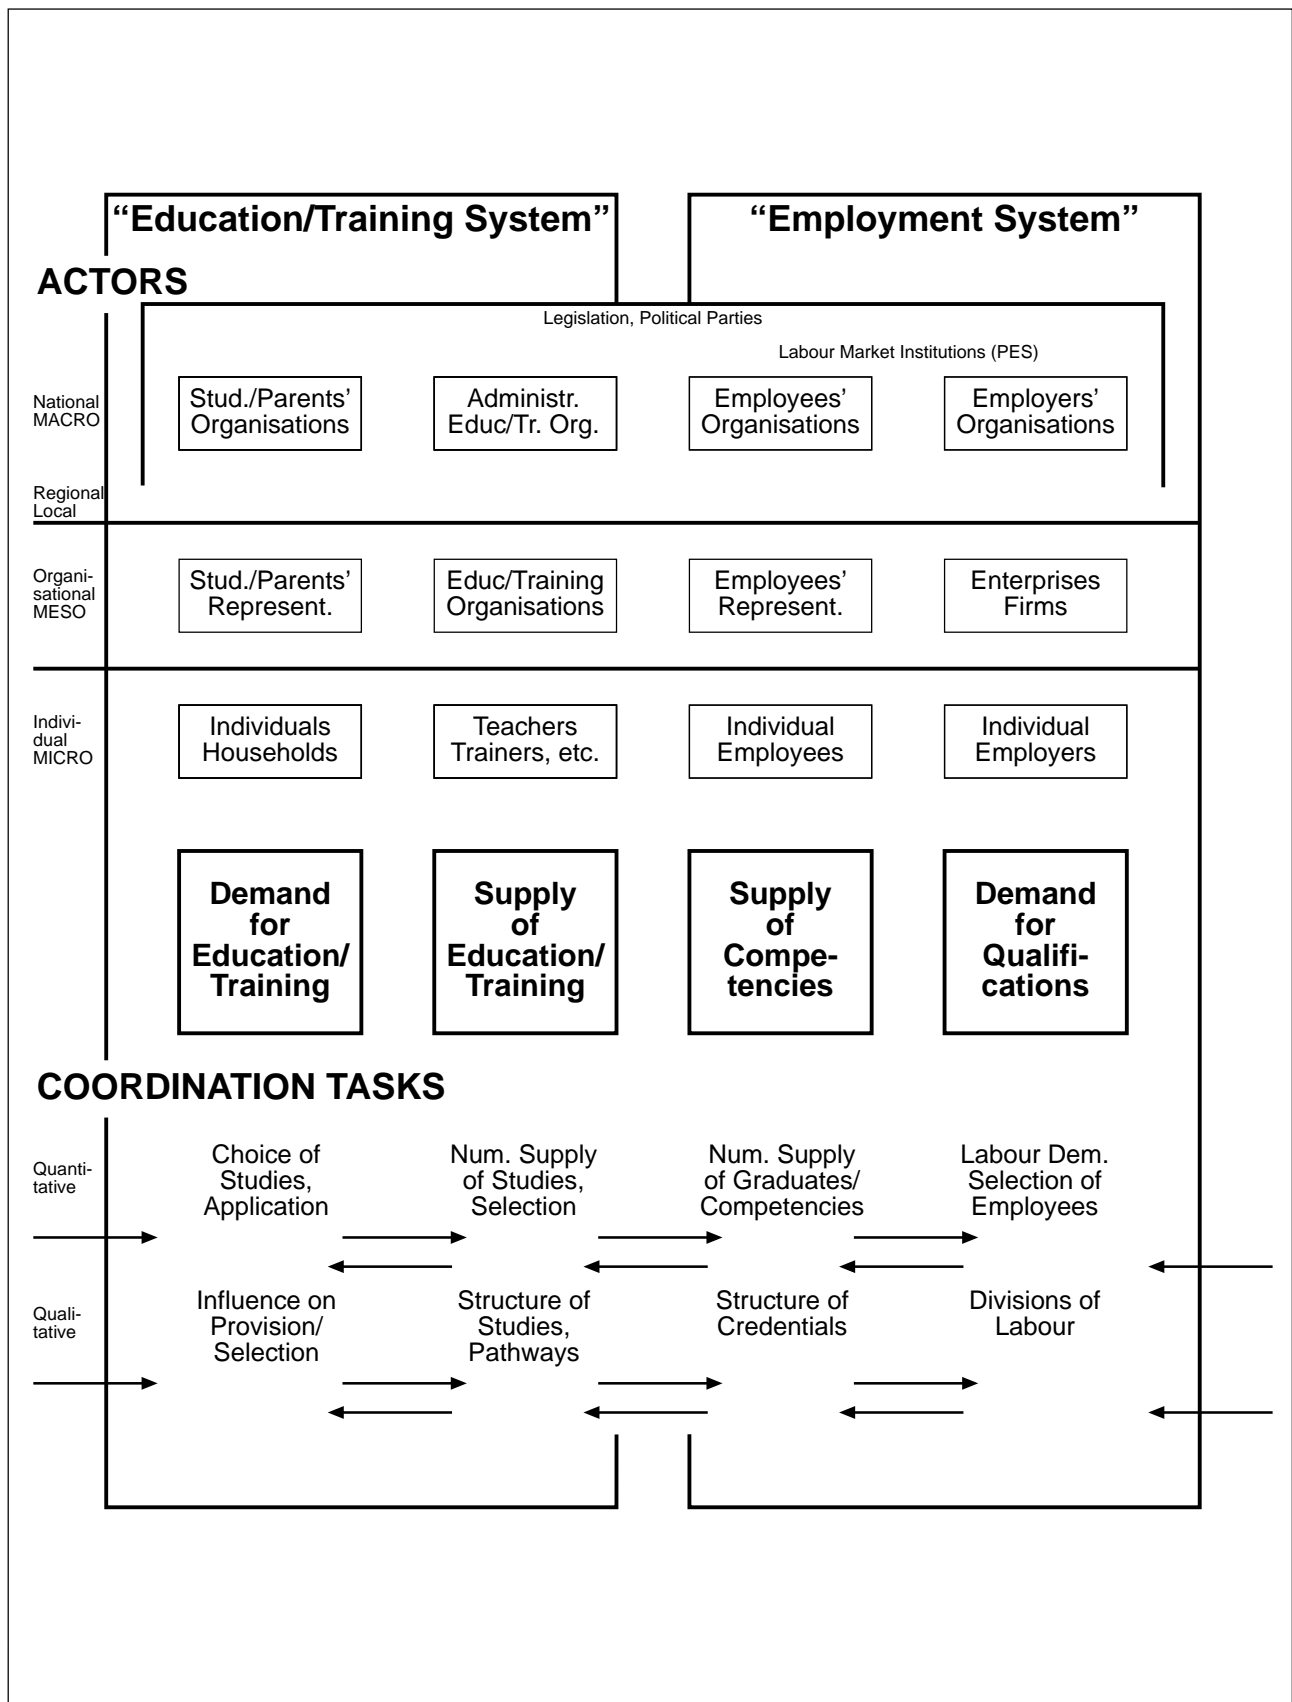 “Education/Training System”
“Employment System”
ACTORS
Legislation, Political Parties
Labour Market Institutions (PES)
National
MACRO
Stud./Parents’
Organisations
Administr.
Educ/Tr. Org.
Employees’
Organisations
Employers’
Organisations
Regional
Local
Organi-
sational
MESO
Stud./Parents’
Represent.
Educ/Training
Organisations
Employees’
Represent.
Enterprises
Firms
Indivi-
dual
MICRO
Individuals
Households
Teachers
Trainers, etc.
Individual
Employees
Individual
Employers
Demand
for
Education/
Training
Supply
of
Education/
Training
Supply
of
Compe-
tencies
Demand
for
Qualifi-
cations
COORDINATION TASKS
Quanti-
tative
Choice of
Studies,
Application
Num. Supply
of Studies,
Selection
Num. Supply
of Graduates/
Competencies
Labour Dem.
Selection of
Employees
Quali-
tative
Influence on
Provision/
Selection
Structure of
Studies,
Pathways
Structure of
Credentials
Divisions of
Labour